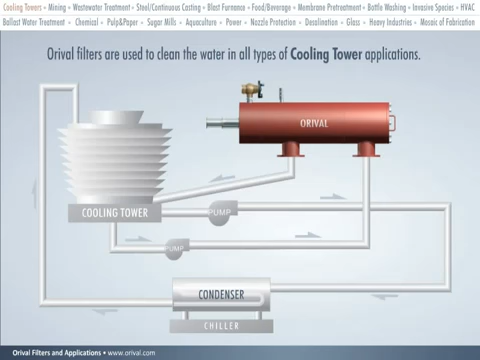 Cooling Towers • Mining • Wastewater Treatment • Steel/Continuous Casting • Blast Furnance • Food/Beverage • Membrane Pretreatment • Bottle Washing • Invasive Species • HVAC
Ballast Water Treatment • Chemical • Pulp&Paper • Sugar Mills • Aquaculture • Power • Nozzle Protection • Desalination • Glass • Heavy Industries • Mosaic of Fabrication
Orival filters are used to clean the water in all types of Cooling Tower applications.
ORIVAL
COOLING TOWER
PUMP
PUMP
CONDENSER
CHILLER
Orival Filters and Applications • www.orival.com